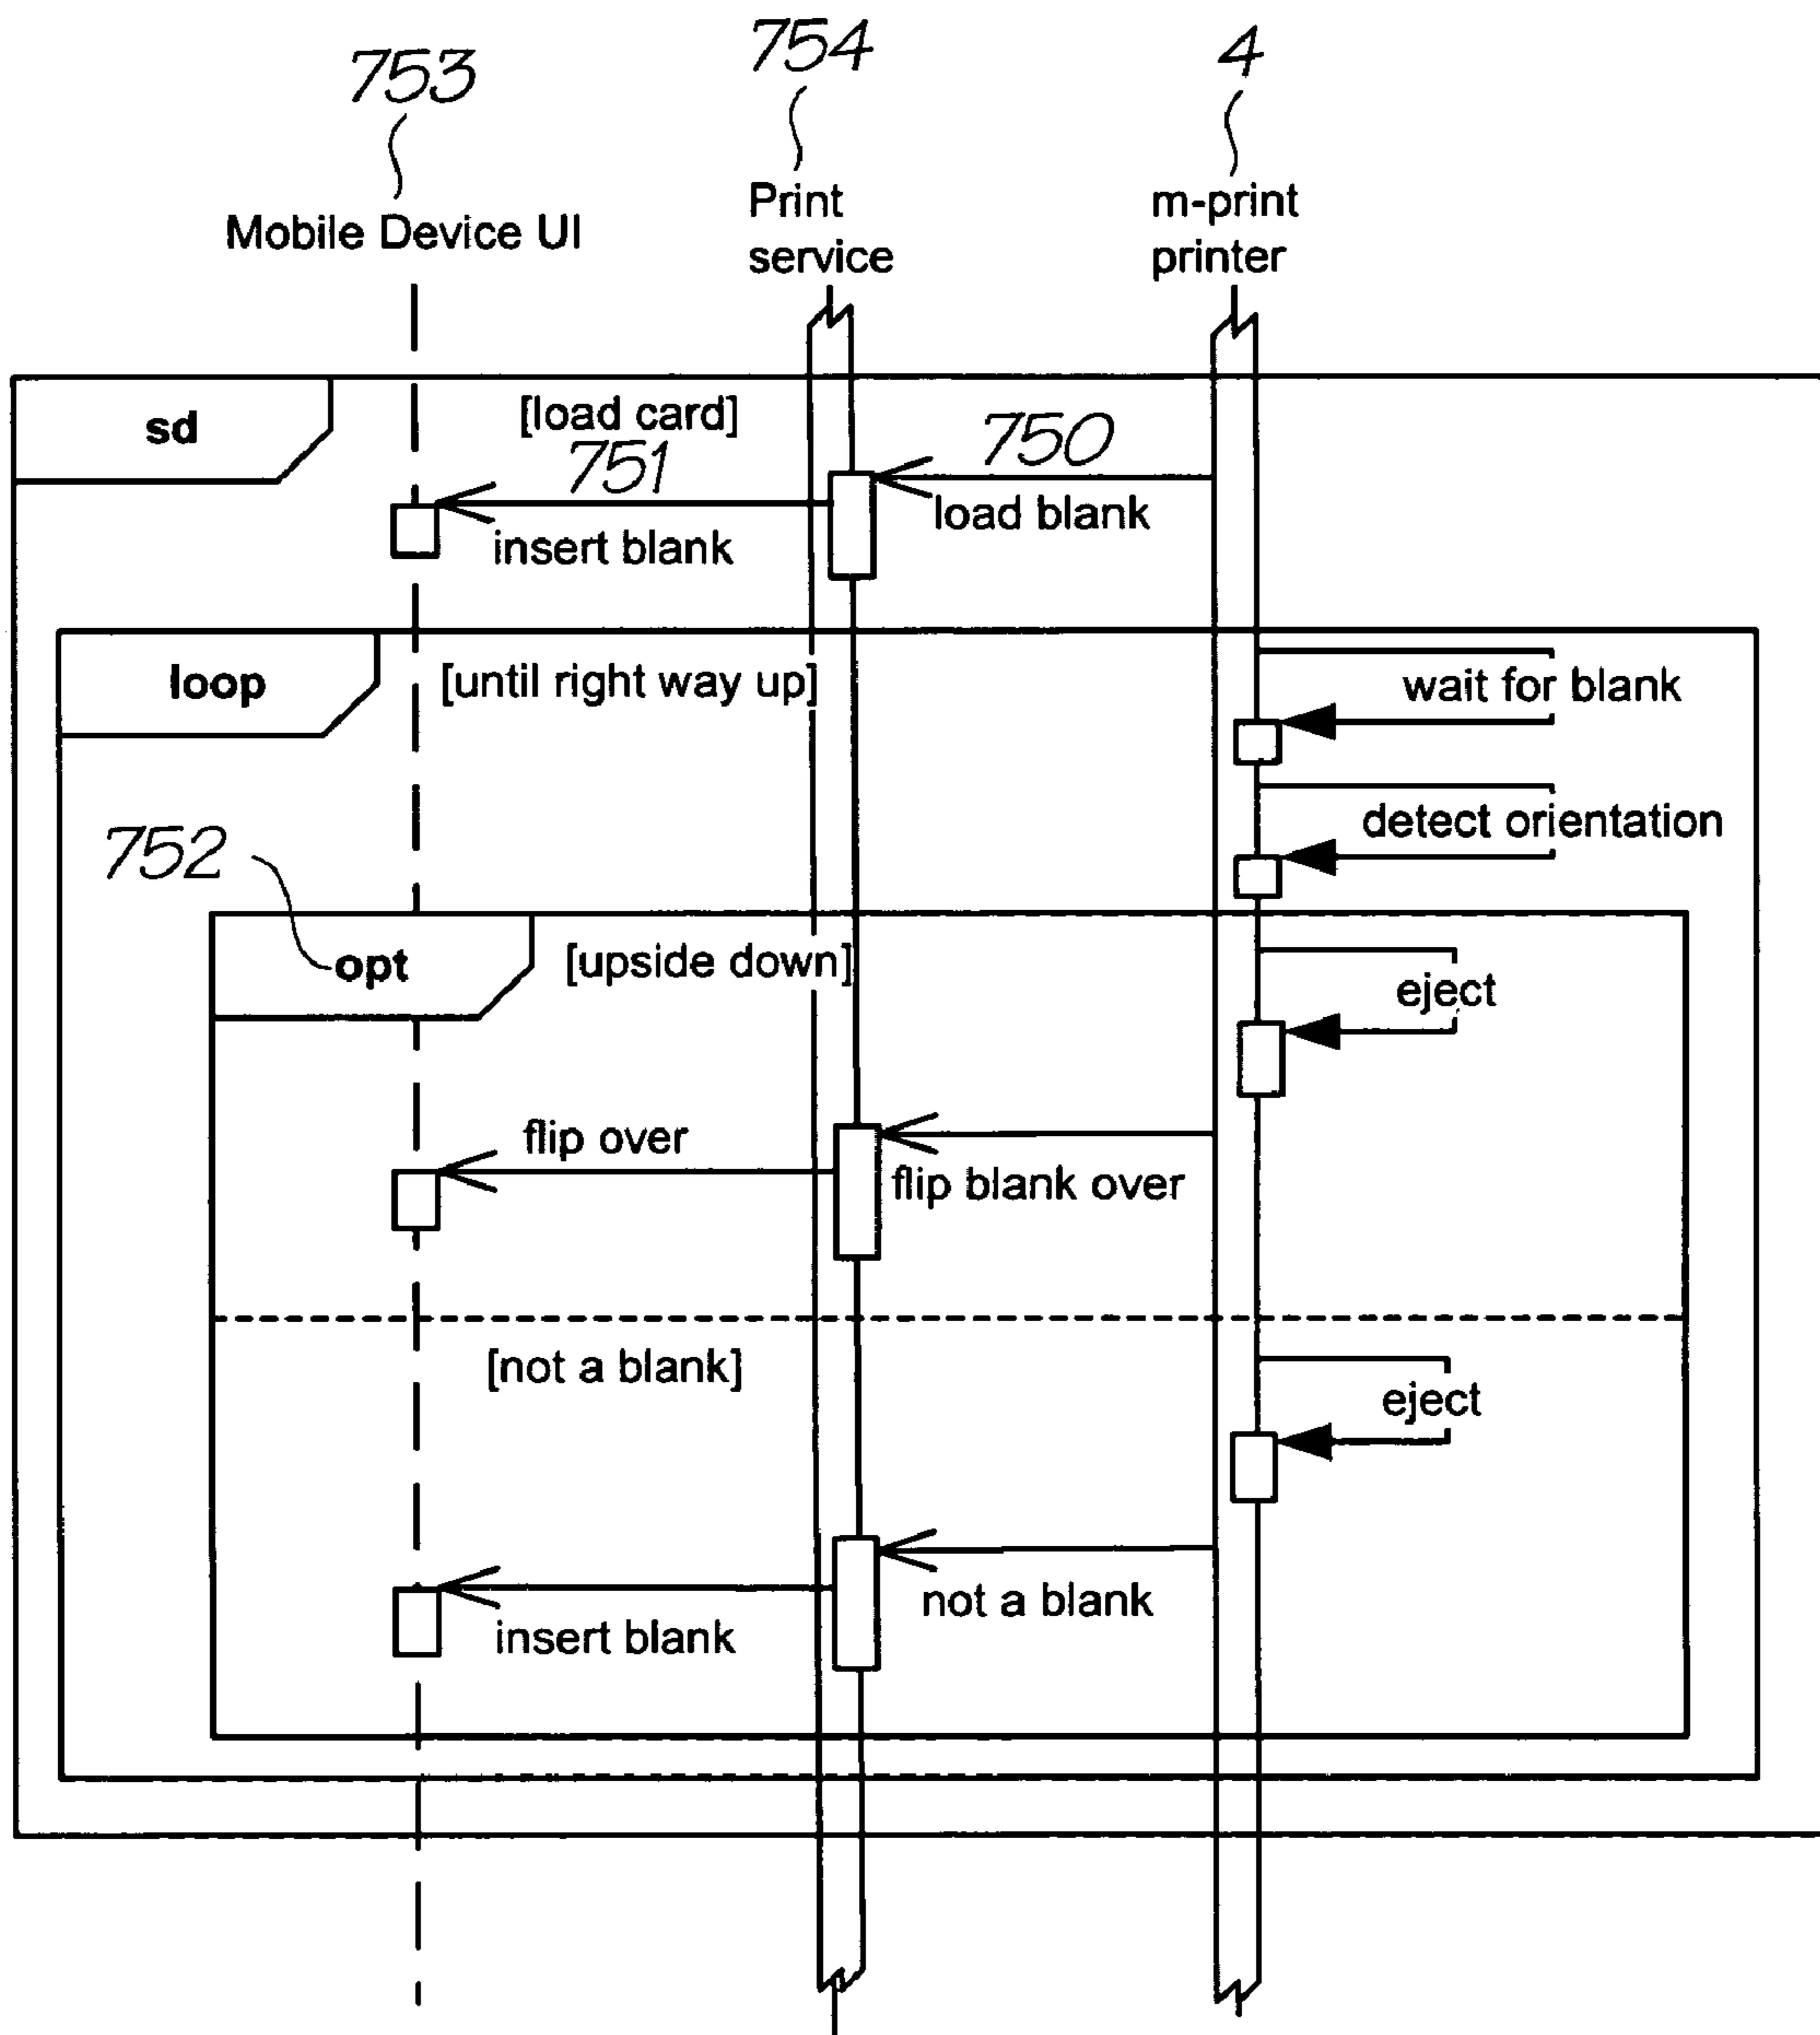 753
754
4
Mobile Device UI
Print
service
m-print
printer
sd
[load card]
750
751
load blank
insert blank
loop
[until right way up]
wait for blank
detect orientation
752
opt
[upside down]
eject
flip over
flip blank over
[not a blank]
eject
not a blank
insert blank